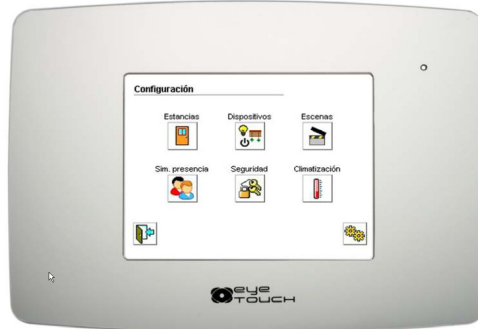 Configuración
Estancias Dispositivos Escenas
Sim. presencia Seguridad Climatización
eye
TOUCH